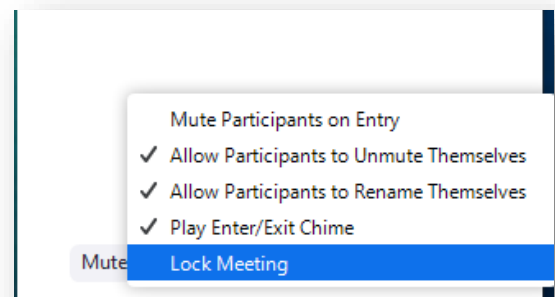 Mute Participants on Entry
✓ Allow Participants to Unmute Themselves
✓ Allow Participants to Rename Themselves
✓ Play Enter/Exit Chime
Mute
Lock Meeting